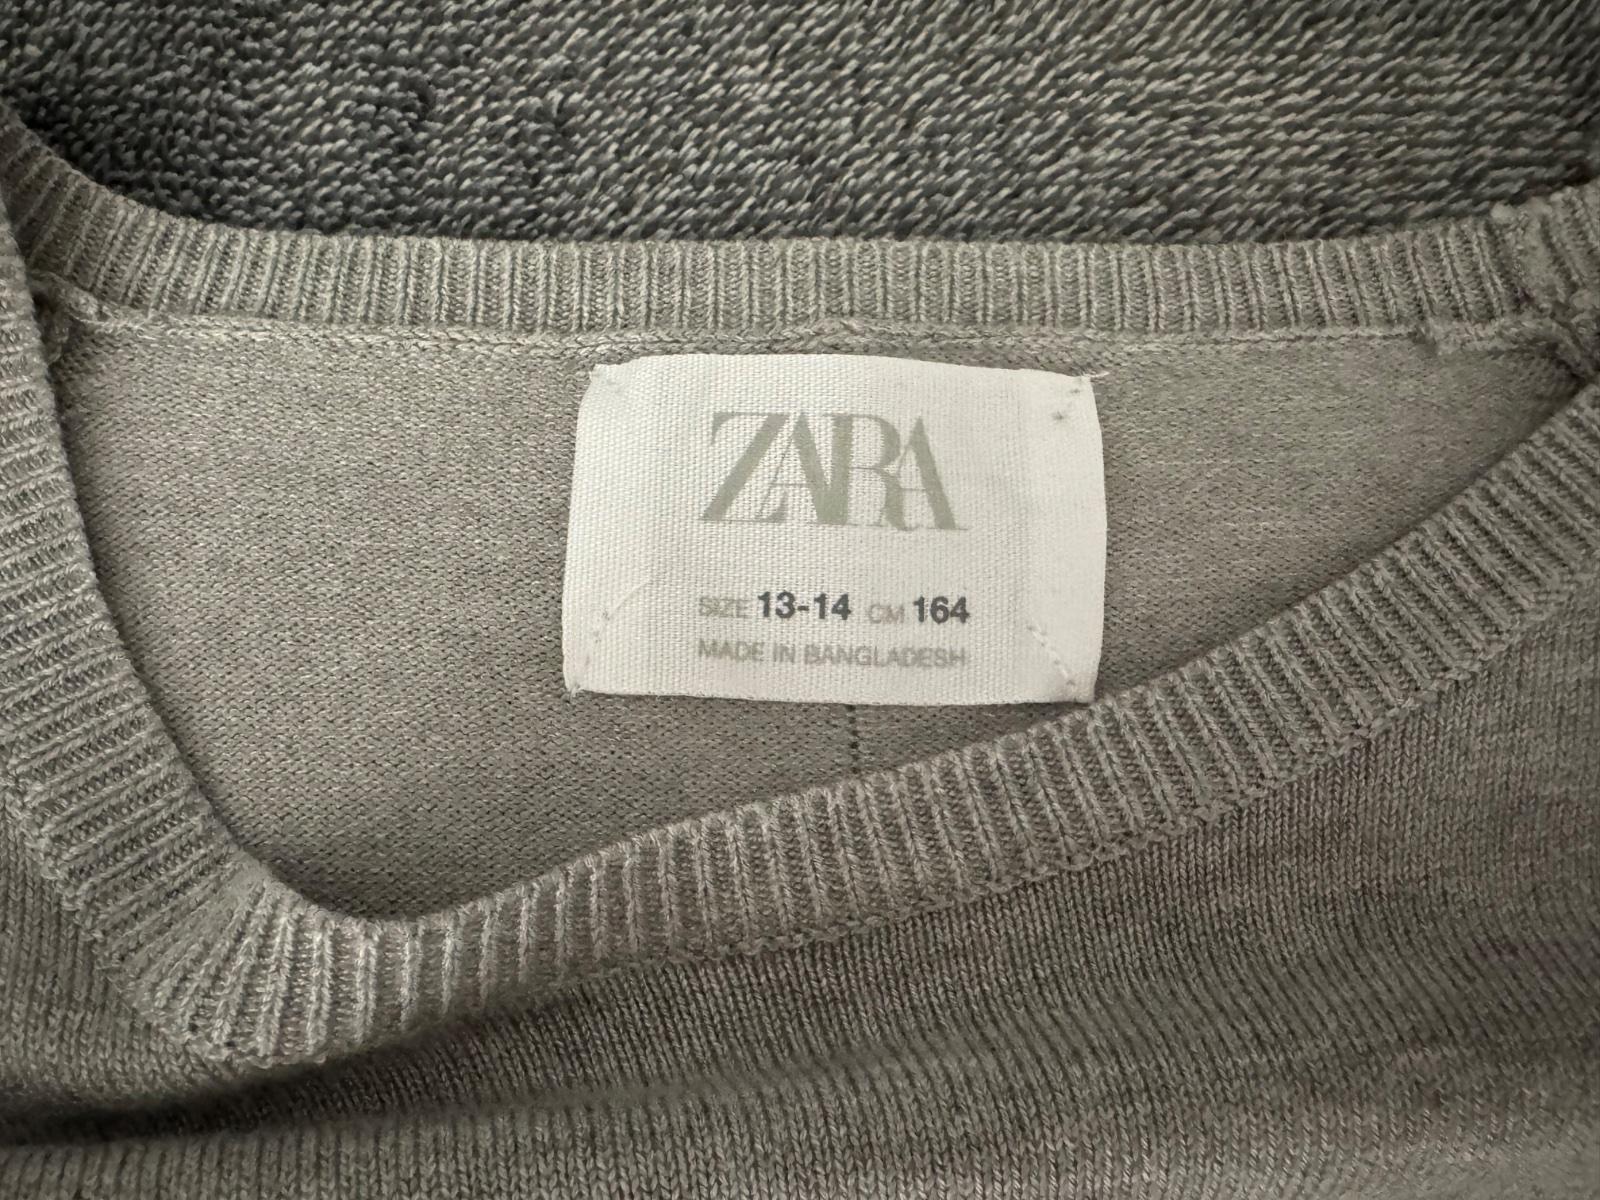 ZARA
SIZE 13-14 CM 164
MADE IN BANGLADESH